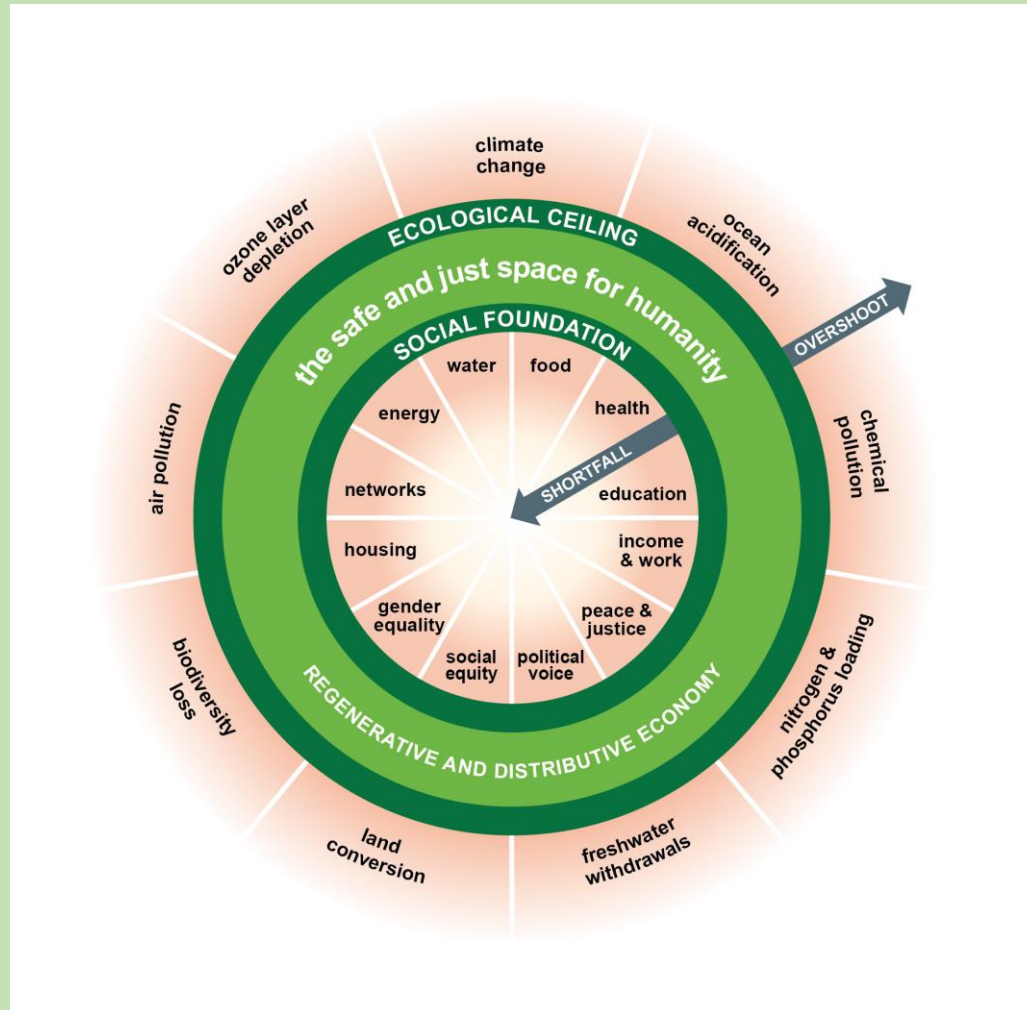 climate
change
ocean
acidification
chemical
pollution
nitrogen &
phosphorus loading
freshwater
withdrawals
land
conversion
biodiversity
loss
air pollution
ozone layer
depletion
OVERSHOOT
ECOLOGICAL CEILING
the safe and just space for humanity
SOCIAL FOUNDATION
water
food
health
SHORTFALL
education
income
& work
peace &
justice
political
voice
social
equity
gender
equality
housing
networks
energy
REGENERATIVE AND DISTRIBUTIVE ECONOMY